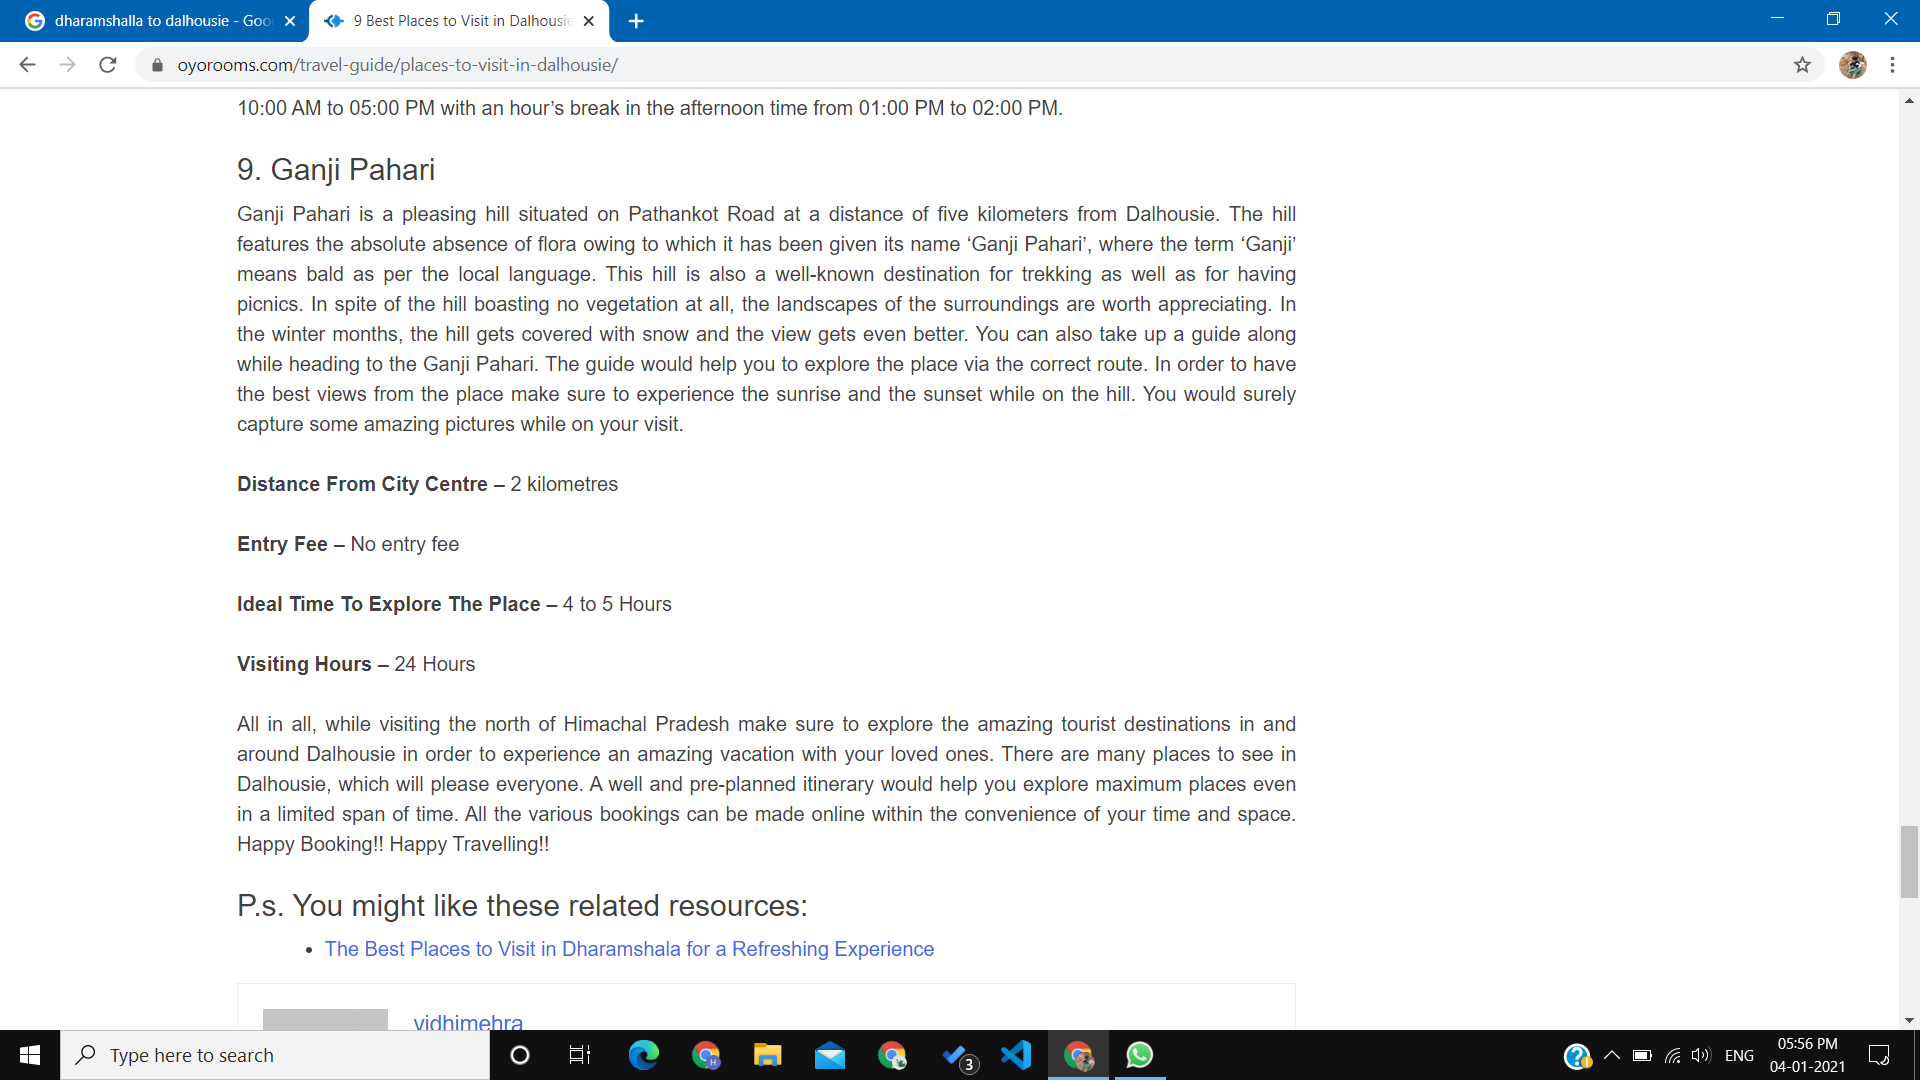 dharamshalla to dalhousie - Goo
9 Best Places to Visit in Dalhousie
oyorooms.com/travel-guide/places-to-visit-in-dalhousie/
10:00 AM to 05:00 PM with an hour’s break in the afternoon time from 01:00 PM to 02:00 PM.
9. Ganji Pahari
Ganji Pahari is a pleasing hill situated on Pathankot Road at a distance of five kilometers from Dalhousie. The hill
features the absolute absence of flora owing to which it has been given its name ‘Ganji Pahari’, where the term ‘Ganji’
means bald as per the local language. This hill is also a well-known destination for trekking as well as for having
picnics. In spite of the hill boasting no vegetation at all, the landscapes of the surroundings are worth appreciating. In
the winter months, the hill gets covered with snow and the view gets even better. You can also take up a guide along
while heading to the Ganji Pahari. The guide would help you to explore the place via the correct route. In order to have
the best views from the place make sure to experience the sunrise and the sunset while on the hill. You would surely
capture some amazing pictures while on your visit.
Distance From City Centre – 2 kilometres
Entry Fee – No entry fee
Ideal Time To Explore The Place – 4 to 5 Hours
Visiting Hours – 24 Hours
All in all, while visiting the north of Himachal Pradesh make sure to explore the amazing tourist destinations in and
around Dalhousie in order to experience an amazing vacation with your loved ones. There are many places to see in
Dalhousie, which will please everyone. A well and pre-planned itinerary would help you explore maximum places even
in a limited span of time. All the various bookings can be made online within the convenience of your time and space.
Happy Booking!! Happy Travelling!!
P.s. You might like these related resources:
• The Best Places to Visit in Dharamshala for a Refreshing Experience
vidhimehra
Type here to search
3
ENG
05:56 PM
04-01-2021